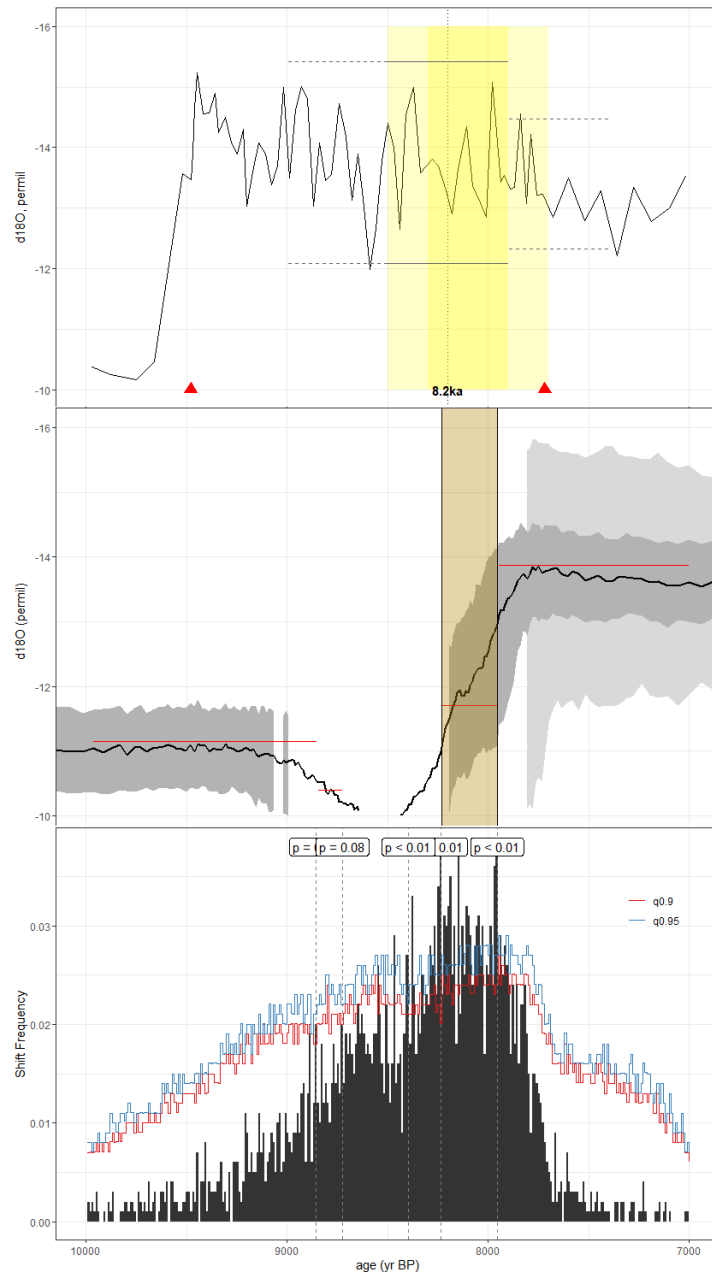 -16
-14
-12
-10
d18O, permil
8.2ka
-16
-14
-12
-10
d18O (permil)
p = p = 0.08 p < 0.01 0.01 p < 0.01
q0.9
q0.95
0.03
0.02
0.01
0.00
Shift Frequency
10000 9000 8000 7000
age (yr BP)